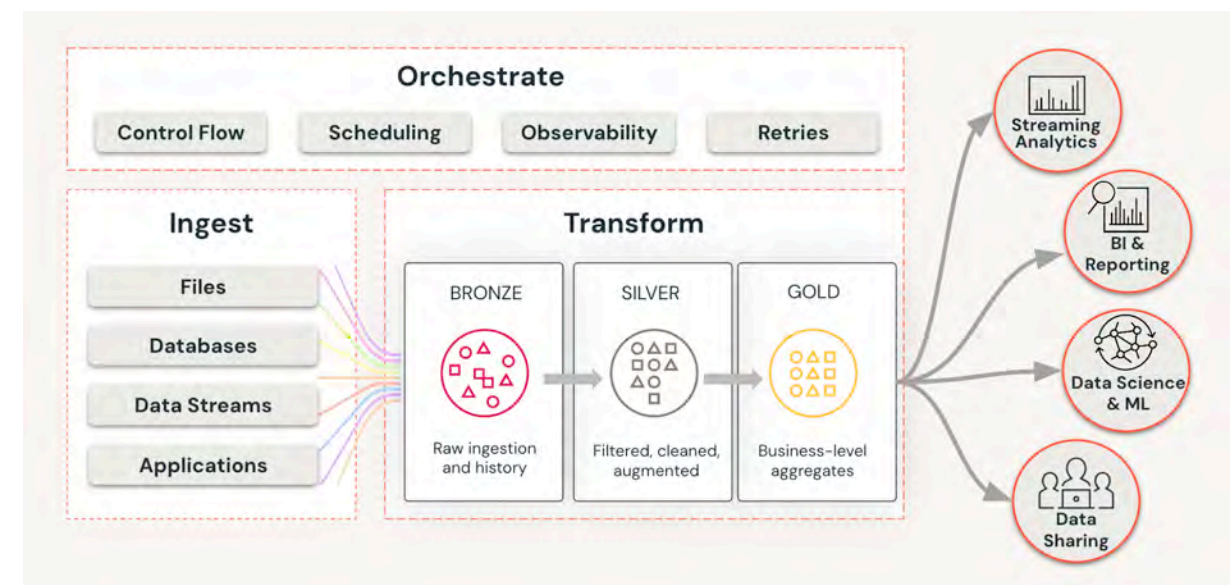 Orchestrate
Control Flow
Scheduling
Observability
Retries
Ingest
Files
Databases
Data Streams
Applications
Transform
BRONZE
Raw ingestion
and history
SILVER
Filtered, cleaned,
augmented
GOLD
Business-level
aggregates
Streaming
Analytics
BI &
Reporting
Data Science
& ML
Data
Sharing